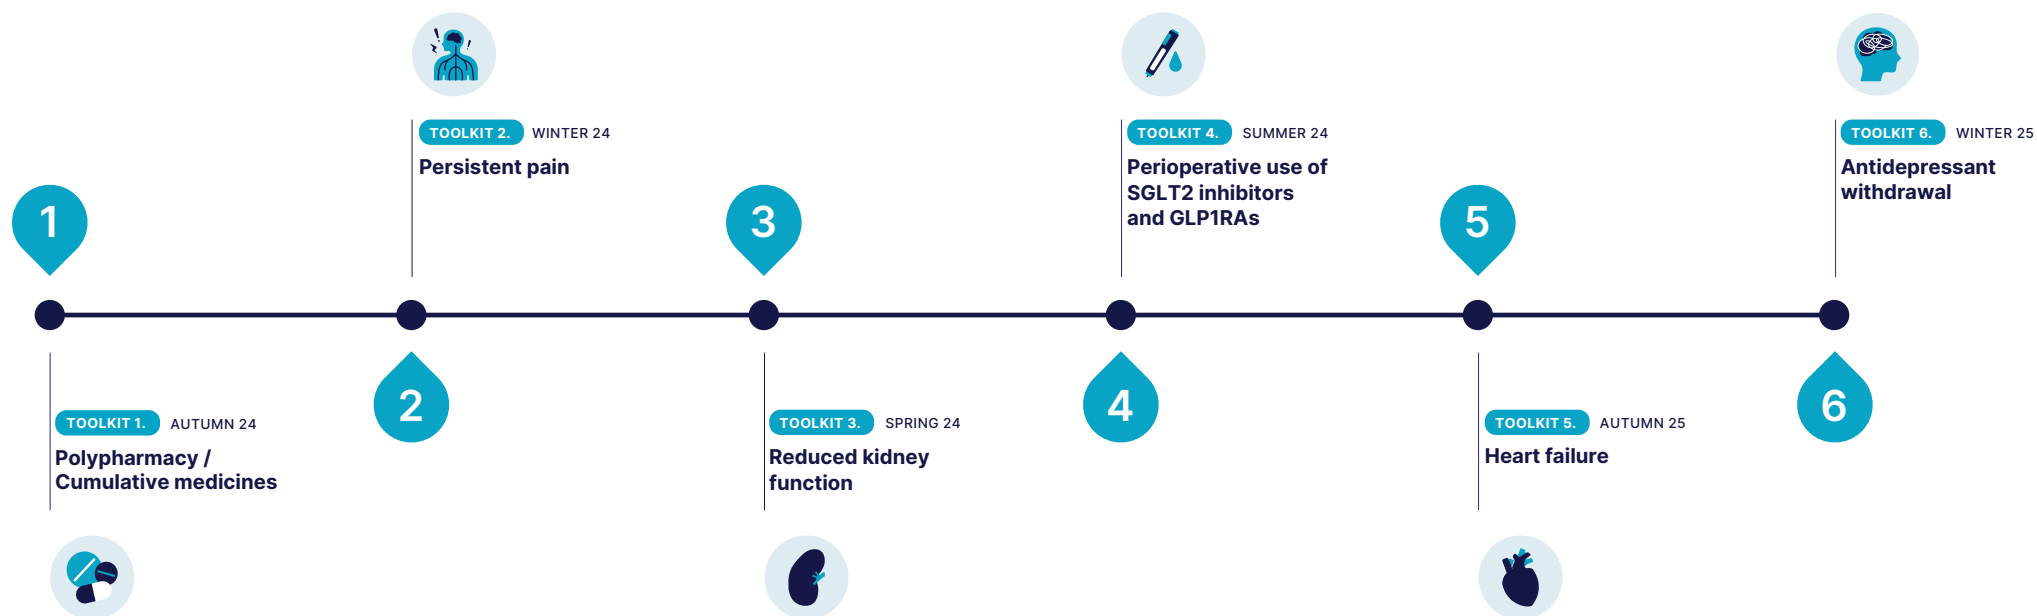 1
TOOLKIT 1. AUTUMN 24
Polypharmacy /
Cumulative medicines
TOOLKIT 2. WINTER 24
Persistent pain
2
3
TOOLKIT 3. SPRING 24
Reduced kidney
function
TOOLKIT 4. SUMMER 24
Perioperative use of
SGLT2 inhibitors
and GLP1RAs
4
5
TOOLKIT 5. AUTUMN 25
Heart failure
TOOLKIT 6. WINTER 25
Antidepressant
withdrawal
6